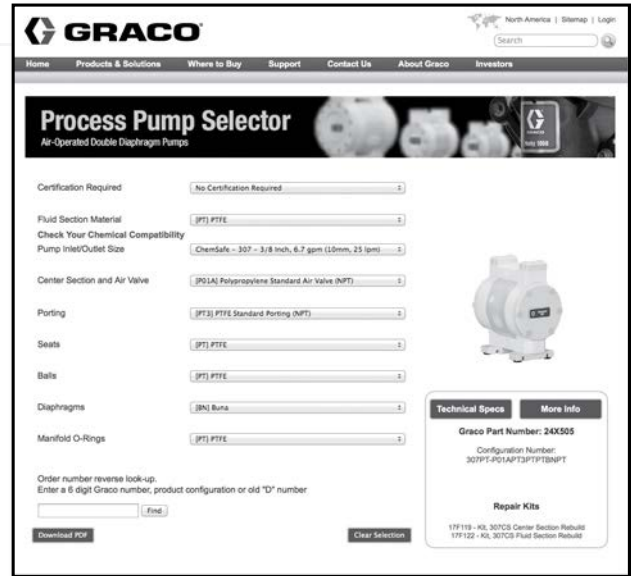 GRACO
North America | Sitemap | Login
Search
Home Products & Solutions Where to Buy Support Contact Us About Graco Investors
Process Pump Selector
Air-Operated Double Diaphragm Pumps
Certification Required No Certification Required
Fluid Section Material [PT] PTFE
Check Your Chemical Compatibility
Pump Inlet/Outlet Size ChemSafe – 307 – 3/8 Inch, 6.7 gpm (10mm, 25 lpm)
Center Section and Air Valve [P01A] Polypropylene Standard Air Valve (NPT)
Porting [PT3] PTFE Standard Porting (NPT)
Seats [PT] PTFE
Balls [PT] PTFE
Diaphragms [BN] Buna
Manifold O-Rings [PT] PTFE
Technical Specs More Info
Graco Part Number: 24X505
Configuration Number:
307PT-P01APT3PTPTBNPT
Repair Kits
17F119 - Kit, 307CS Center Section Rebuild
17F122 - Kit, 307CS Fluid Section Rebuild
Order number reverse look-up.
Enter a 6 digit Graco number, product configuration or old "D" number
Find
Download PDF Clear Selection